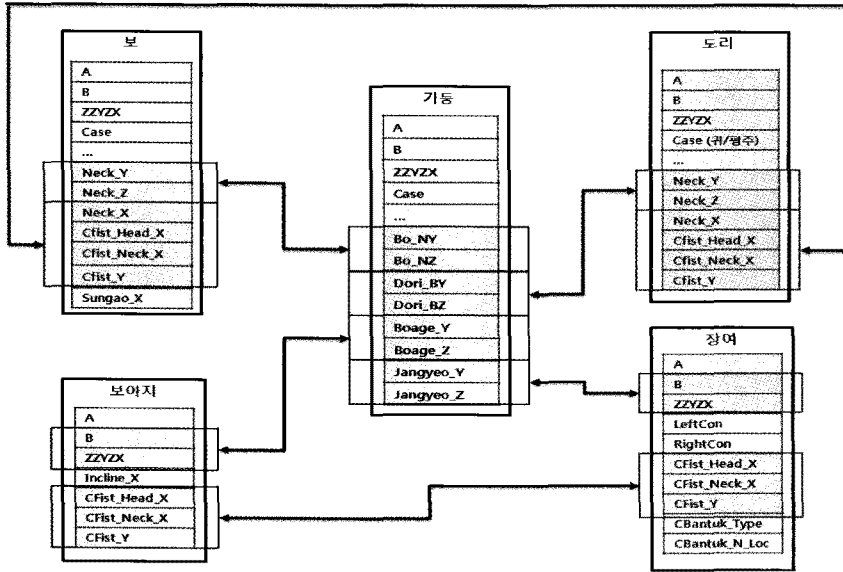 보
A
B
ZZYZX
Case
...
Neck_Y
Neck_Z
Neck_X
Cfist_Head_X
Cfist_Neck_X
Cfist_Y
Sungao_X
기둥
A
B
ZZYZX
Case
...
Bo_NY
Bo_NZ
Dori_BY
Dori_BZ
Boage_Y
Boage_Z
Jangyeo_Y
Jangyeo_Z
도리
A
B
ZZYZX
Case (귀/평주)
...
Neck_Y
Neck_Z
Neck_X
Cfist_Head_X
Cfist_Neck_X
Cfist_Y
보아지
A
B
ZZYZX
Incline_X
CFist_Head_X
CFist_Neck_X
CFist_Y
장여
A
B
ZZYZX
LeftCon
RightCon
CFist_Head_X
CFist_Neck_X
CFist_Y
CBantuk_Type
CBantuk_N_Loc